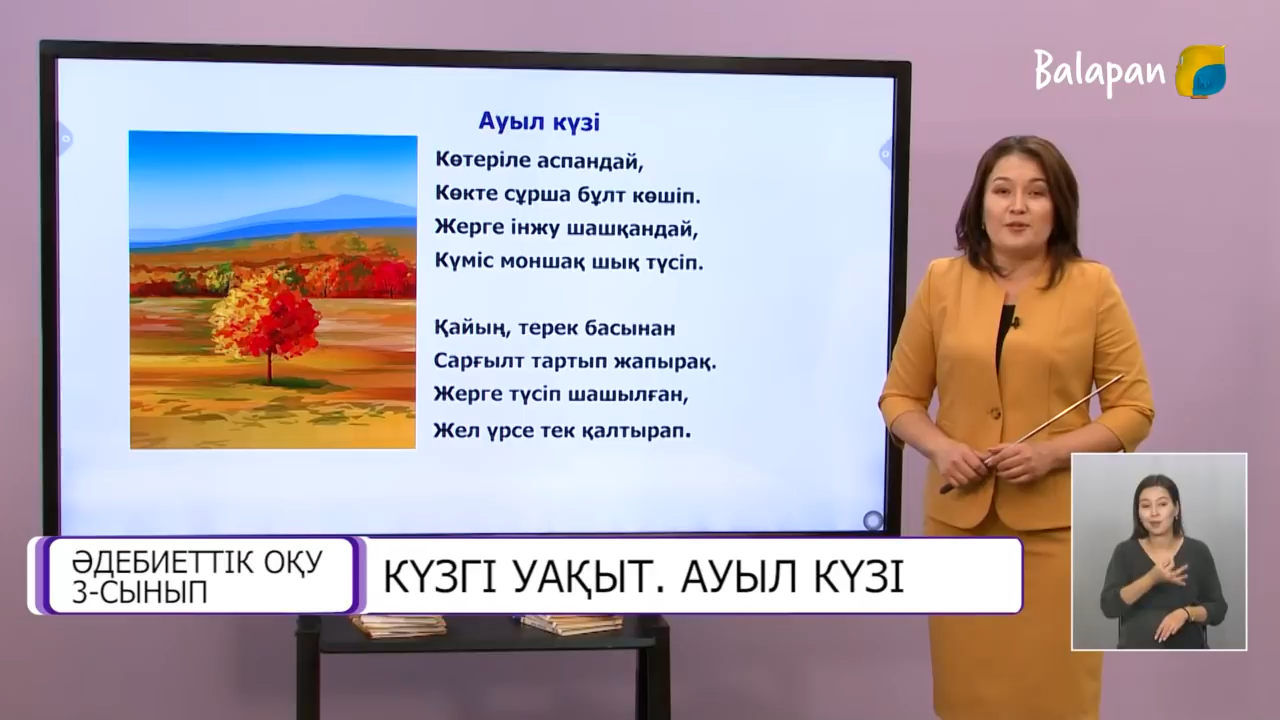 Balapan
Ауыл күзі
Көтеріле аспандай,
Көкте сұрша бұлт көшіп.
Жерге інжу шашқандай,
Күміс моншақ шық түсіп.
Қайың, терек басынан
Сарғылт тартып жапырақ.
Жерге түсіп шашылған,
Жел үрсе тек қалтырап.
ӘДЕБИЕТТІК ОҚУ
3-СЫНЫП
КҮЗГІ УАҚЫТ. АУЫЛ КҮЗІ